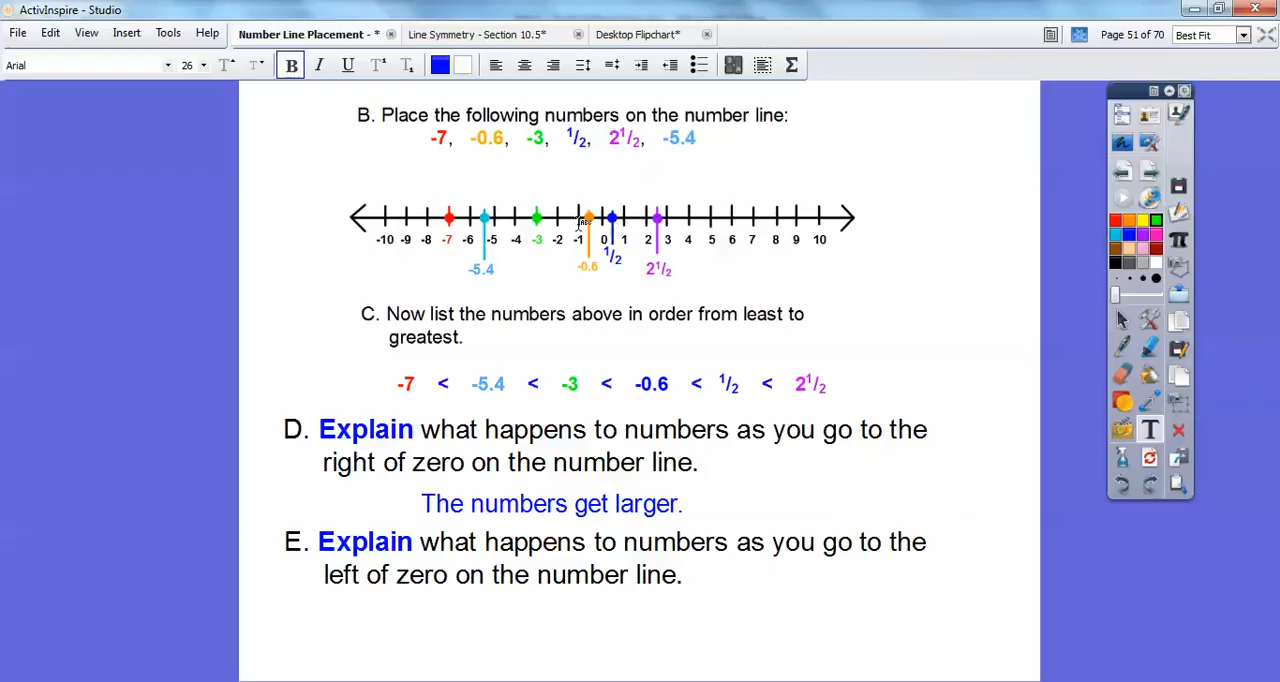 ActivInspire - Studio
File Edit View Insert Tools Help
Number Line Placement - * Line Symmetry - Section 10.5* Desktop Flipchart* Page 51 of 70 Best Fit
Arial 26 B I U
B. Place the following numbers on the number line:
-7, -0.6, -3, 1/2, 2 1/2, -5.4
-10 -9 -8 -7 -6 -5 -4 -3 -2 -1 0 1 2 3 4 5 6 7 8 9 10
-5.4 -0.6 1/2 2 1/2
C. Now list the numbers above in order from least to
greatest.
-7 < -5.4 < -3 < -0.6 < 1/2 < 2 1/2
D. Explain what happens to numbers as you go to the
right of zero on the number line.
The numbers get larger.
E. Explain what happens to numbers as you go to the
left of zero on the number line.